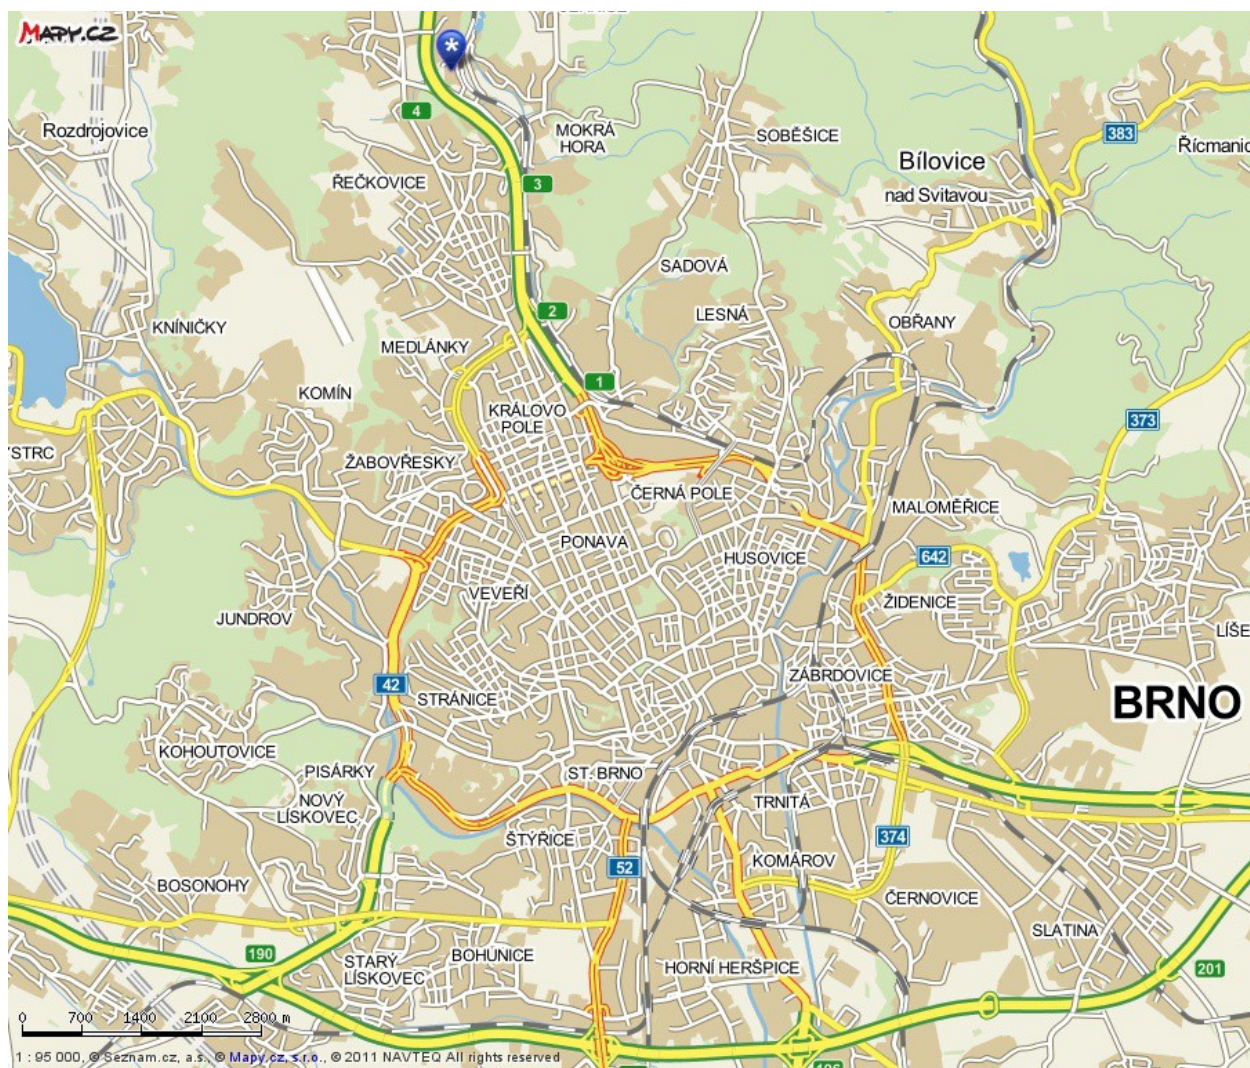 MAPY.CZ
4
Rozdrojovice
MOKRÁ
HORA
SOBĚŠICE
383
Bílovice
nad Svitavou
Řícmanic
ŘEČKOVICE
3
SADOVÁ
LESNÁ
2
OBŘANY
KNÍNIČKY
MEDLÁNKY
1
KOMÍN
KRÁLOVO
POLE
373
YSTRC
ŽABOVŘESKY
ČERNÁ POLE
MALOMĚŘICE
PONAVA
HUSOVICE
642
VEVEŘÍ
ŽIDENICE
JUNDROV
LÍŠE
ZÁBRDOVICE
42
STRÁNICE
BRNO
KOHOUTOVICE
PISÁRKY
ST. BRNO
NOVÝ
LÍSKOVEC
TRNITÁ
ŠTÝŘICE
374
52
KOMÁROV
BOSONOHY
ČERNOVICE
SLATINA
190
STARÝ
LÍSKOVEC
BOHUNICE
HORNÍ HERŠPICE
201
0 700 1400 2100 2800 m
1 : 95 000, © Seznam.cz, a.s., © Mapy.cz, s.r.o., © 2011 NAVTEQ All rights reserved